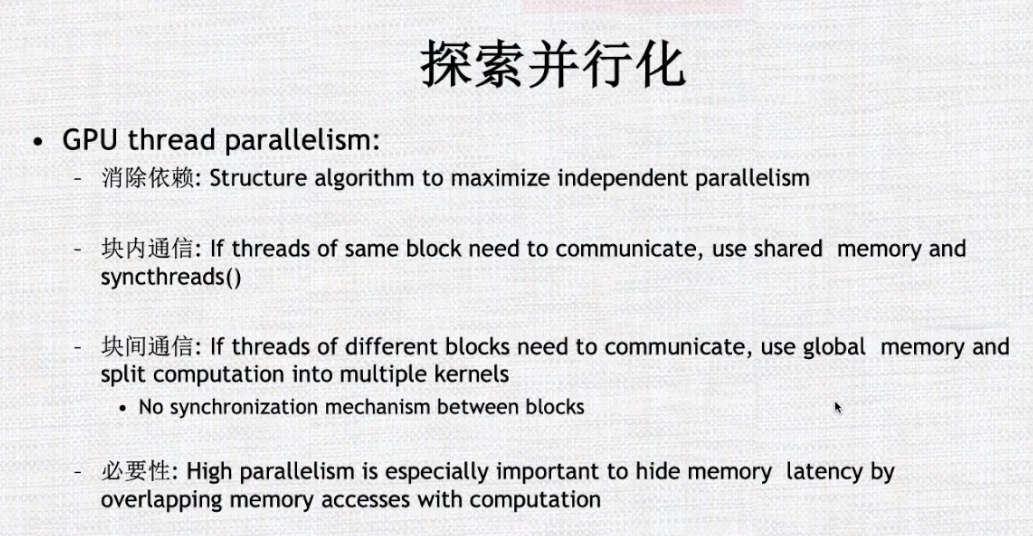 探索并行化
• GPU thread parallelism:
- 消除依赖: Structure algorithm to maximize independent parallelism
- 块内通信: If threads of same block need to communicate, use shared memory and
syncthreads()
- 块间通信: If threads of different blocks need to communicate, use global memory and
split computation into multiple kernels
• No synchronization mechanism between blocks
- 必要性: High parallelism is especially important to hide memory latency by
overlapping memory accesses with computation